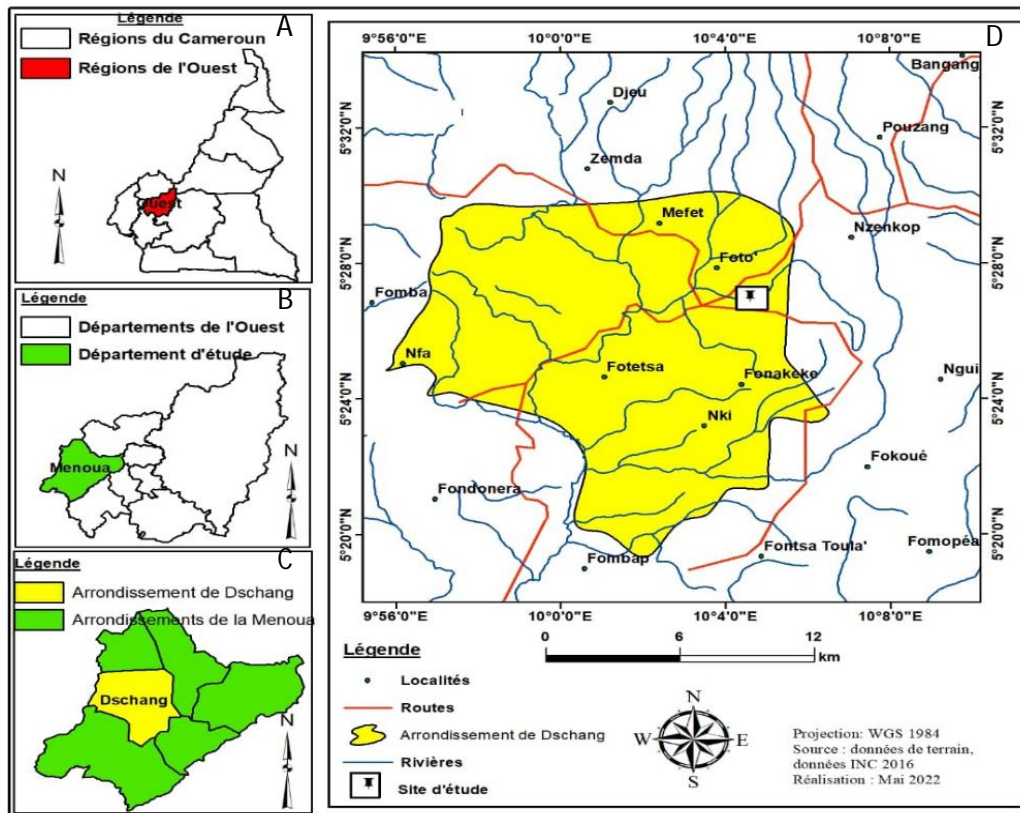 A
Légende
Régions du Cameroun
Régions de l'Ouest
N
Ouest
B
Légende
Départements de l'Ouest
Département d'étude
Menoua
N
C
Légende
Arrondissement de Dschang
Arrondissements de la Menoua
Dschang
N
D
9°56'0"E 10°0'0"E 10°4'0"E 10°8'0"E
Bangang
Djeu
5°32'0"N 5°32'0"N
Pouzang
Zemda
Mefet
Nzenkop
Foto'
5°28'0"N 5°28'0"N
Fomba
Nfa
Fotetsa
Fonakeke
Ngui
5°24'0"N 5°24'0"N
Nki
Fokoué
Fondonera
5°20'0"N 5°20'0"N
Fombap
Fontsa Toula'
Fomopéa
9°56'0"E 10°0'0"E 10°4'0"E 10°8'0"E
0 6 12
km
Légende
Localités
Routes
Arrondissement de Dschang
Rivières
Site d'étude
N
W E
S
Projection: WGS 1984
Source : données de terrain,
données INC 2016
Réalisation : Mai 2022